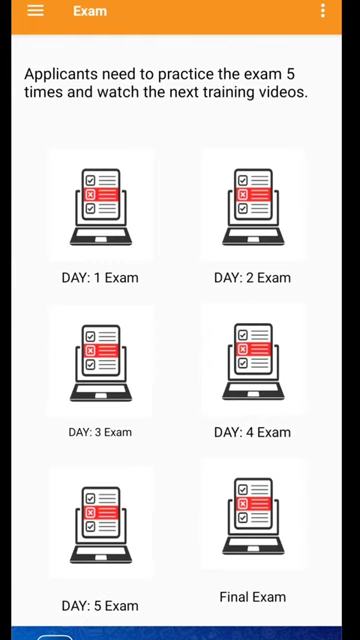 Exam
Applicants need to practice the exam 5
times and watch the next training videos.
DAY: 1 Exam
DAY: 2 Exam
DAY: 3 Exam
DAY: 4 Exam
DAY: 5 Exam
Final Exam